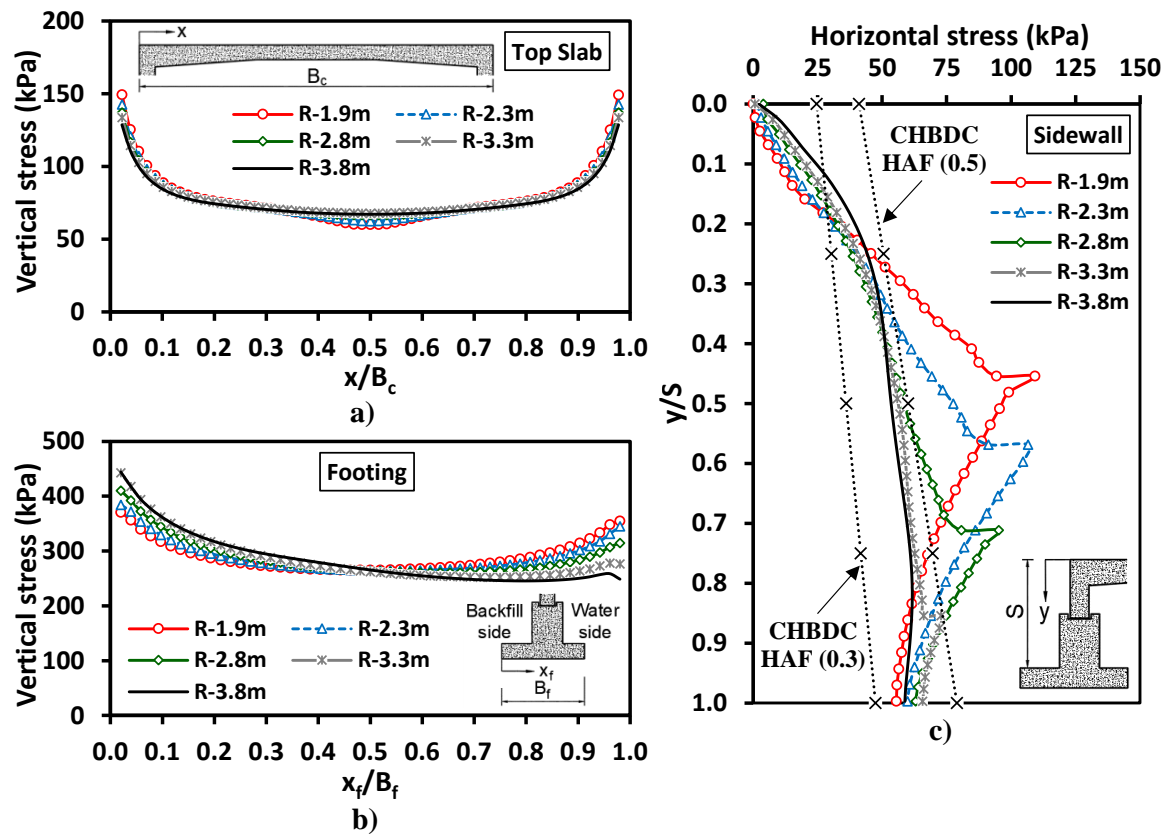 200
150
100
50
0
Vertical stress (kPa)
x
Top Slab
B_c
R-1.9m R-2.3m
R-2.8m R-3.3m
R-3.8m
0.0 0.1 0.2 0.3 0.4 0.5 0.6 0.7 0.8 0.9 1.0
x/B_c
a)
500
400
300
200
100
0
Vertical stress (kPa)
Footing
Backfill Water
side side
R-1.9m R-2.3m
R-2.8m R-3.3m
R-3.8m
x_f
B_f
0.0 0.1 0.2 0.3 0.4 0.5 0.6 0.7 0.8 0.9 1.0
x_f/B_f
b)
Horizontal stress (kPa)
0 25 50 75 100 125 150
0.0
0.1
0.2
0.3
0.4
0.5
0.6
0.7
0.8
0.9
1.0
y/S
CHBDC
HAF (0.5)
Sidewall
R-1.9m
R-2.3m
R-2.8m
R-3.3m
R-3.8m
CHBDC
HAF (0.3)
S
y
c)